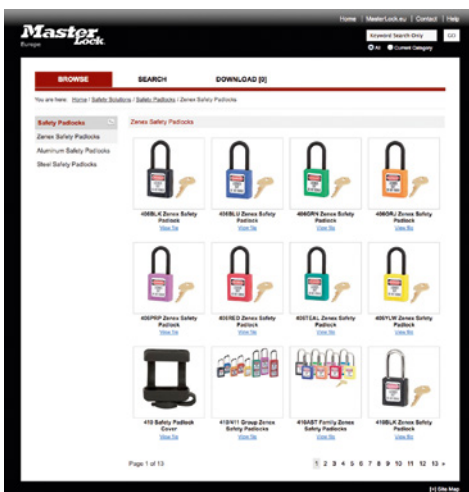 Home | MasterLock.eu | Contact | Help
Master Lock
Europe
Keyword Search Only
GO
All Current Category
BROWSE
SEARCH
DOWNLOAD [0]
You are here: Home / Safety Solutions / Safety Padlocks / Zenex Safety Padlocks
Safety Padlocks
Zenex Safety Padlocks
Aluminum Safety Padlocks
Steel Safety Padlocks
Zenex Safety Padlocks
406BLK Zenex Safety
Padlock
View file
406BLU Zenex Safety
Padlock
View file
406GRN Zenex Safety
Padlock
View file
406ORJ Zenex Safety
Padlock
View file
406PRP Zenex Safety
Padlock
View file
406RED Zenex Safety
Padlock
View file
406TEAL Zenex Safety
Padlock
View file
406YLW Zenex Safety
Padlock
View file
410 Safety Padlock
Cover
View file
410/411 Group Zenex
Safety Padlocks
View file
410AST Family Zenex
Safety Padlocks
View file
410BLK Zenex Safety
Padlock
View file
Page 1 of 13
1 2 3 4 5 6 7 8 9 10 11 12 13 »
[+] Site Map